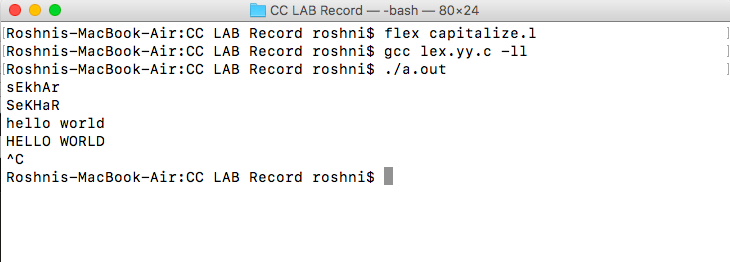 CC LAB Record — -bash — 80×24
[Roshnis-MacBook-Air:CC LAB Record roshni$ flex capitalize.l ]
[Roshnis-MacBook-Air:CC LAB Record roshni$ gcc lex.yy.c -ll ]
[Roshnis-MacBook-Air:CC LAB Record roshni$ ./a.out ]
sEkhAr
SeKHaR
hello world
HELLO WORLD
^C
Roshnis-MacBook-Air:CC LAB Record roshni$